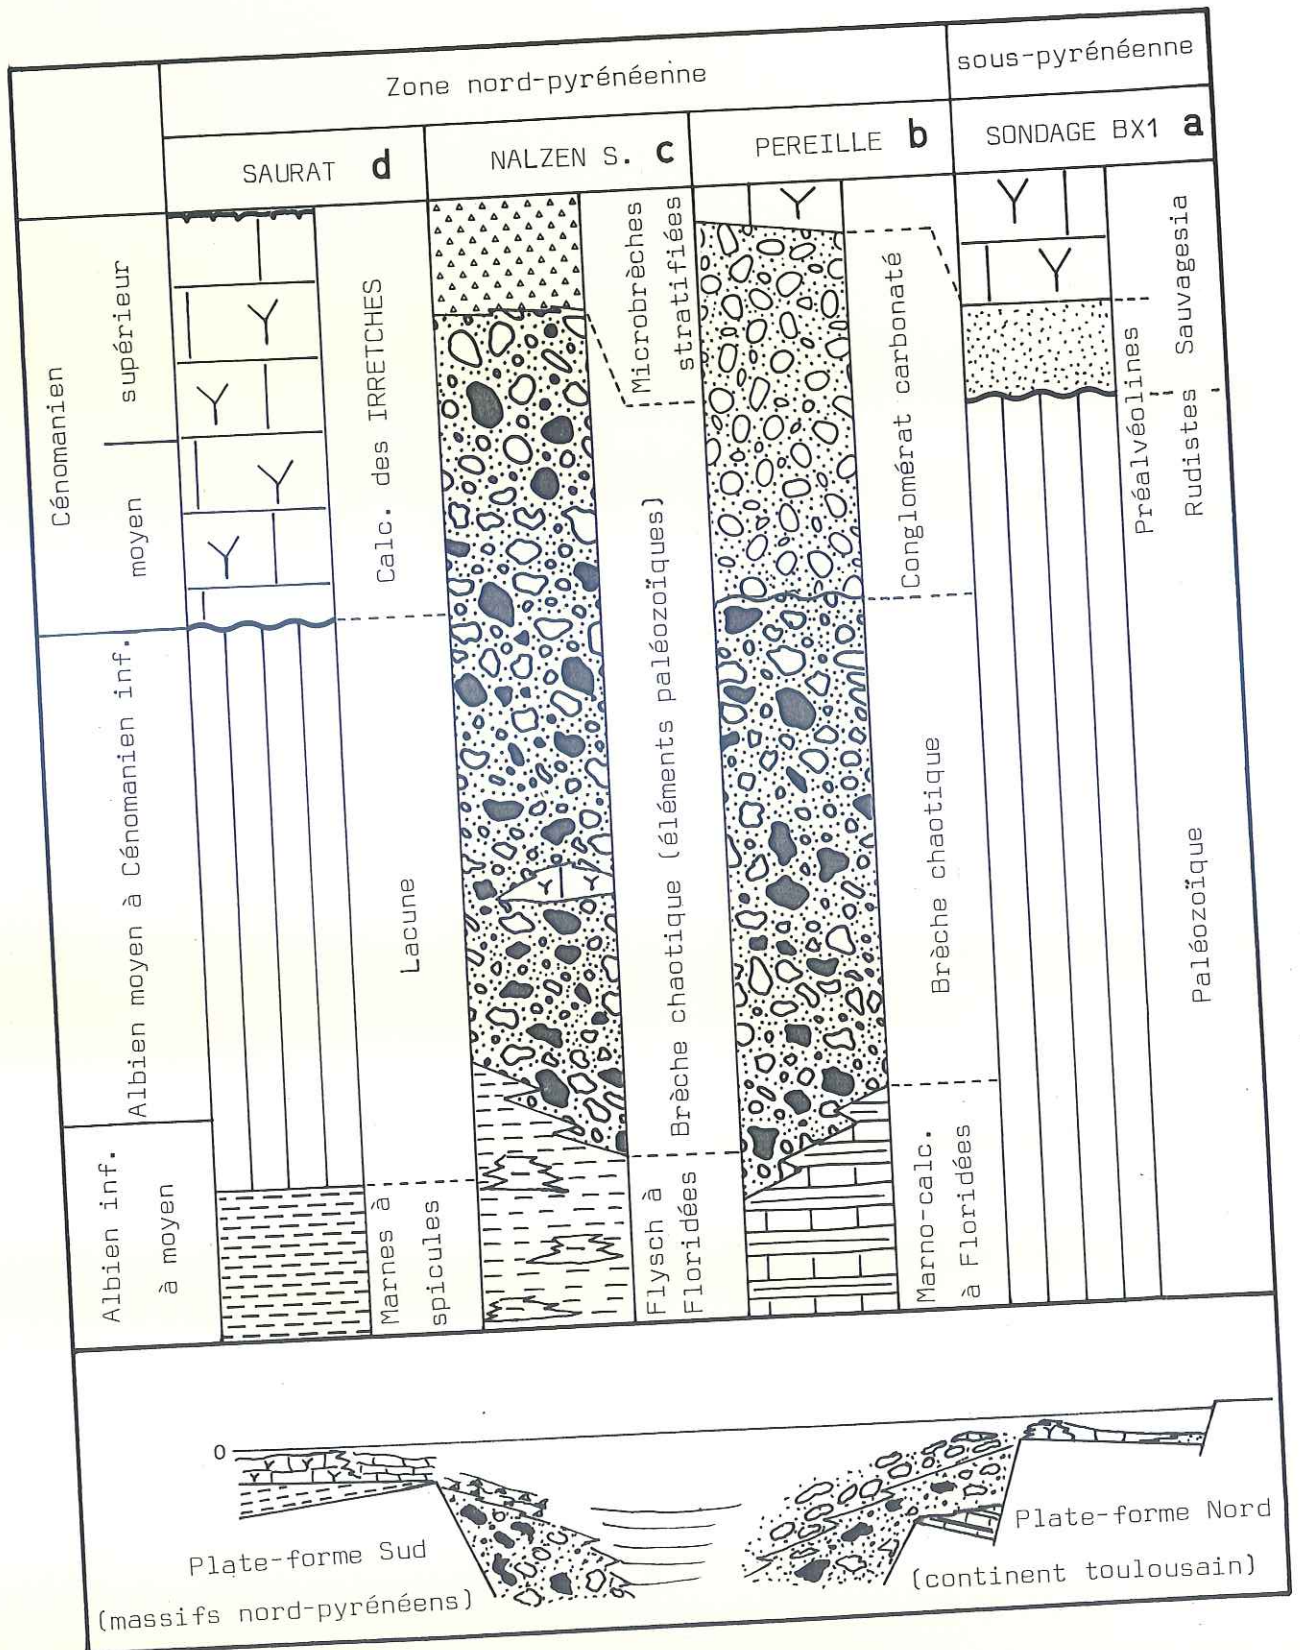 Zone nord-pyrénéenne
sous-pyrénéenne
SAURAT d
NALZEN S. c
PEREILLE b
SONDAGE BX1 a
Cénomanien
supérieur
moyen
Albien moyen à Cénomanien inf.
Albien inf.
à moyen
Calc. des IRRETCHES
Lacune
Marnes à
spicules
Microbrèches
stratifiées
Brèche chaotique (éléments paléozoïques)
Flysch à
Floridées
Conglomérat carbonaté
Brèche chaotique
Marno-calc.
à Floridées
Préalvéolines
Rudistes Sauvagesia
Paléozoïque
0
Plate-forme Sud
(massifs nord-pyrénéens)
Plate-forme Nord
(continent toulousain)